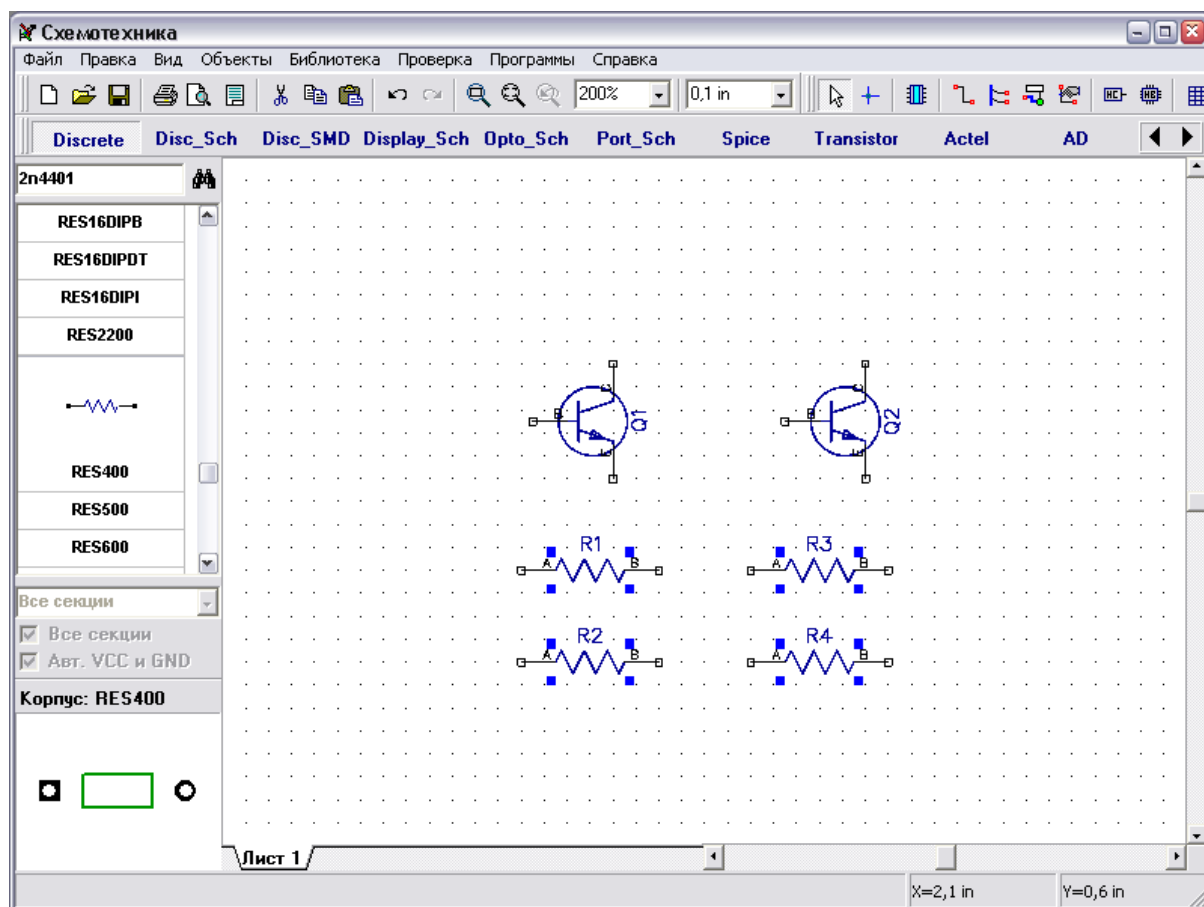 Схемотехника
Файл Правка Вид Объекты Библиотека Проверка Программы Справка
200% 0,1 in
Discrete Disc_Sch Disc_SMD Display_Sch Opto_Sch Port_Sch Spice Transistor Actel AD
2n4401
RES16DIPB
RES16DIPDT
RES16DIPI
RES2200
RES400
RES500
RES600
Все секции
Все секции
Авт. VCC и GND
Корпус: RES400
C C
B Q1 B Q2
E E
R1 R3
A B A B
R2 R4
A B A B
Лист 1
X=2,1 in Y=0,6 in